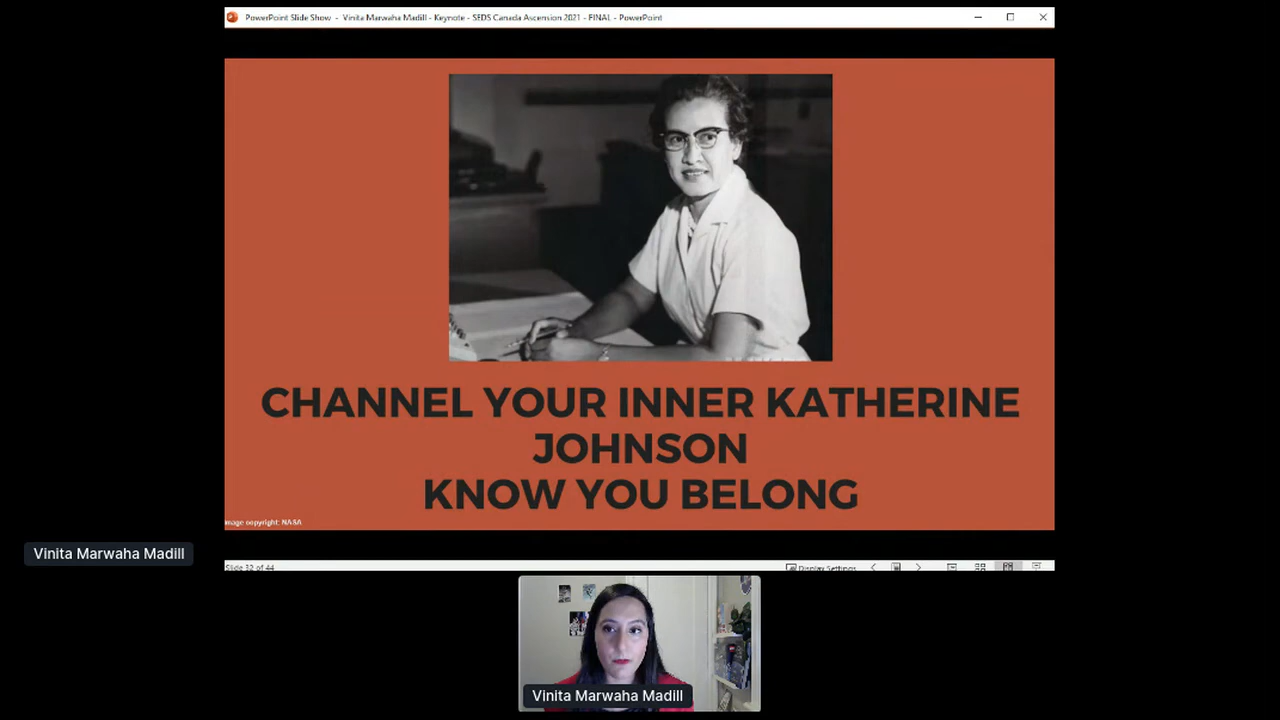 PowerPoint Slide Show - Vinita Marwaha Madill - Keynote - SEDS Canada Ascension 2021 - FINAL - PowerPoint
CHANNEL YOUR INNER KATHERINE
JOHNSON
KNOW YOU BELONG
mage copyright: NASA
Vinita Marwaha Madill
Slide 32 of 44
Display Settings
Vinita Marwaha Madill